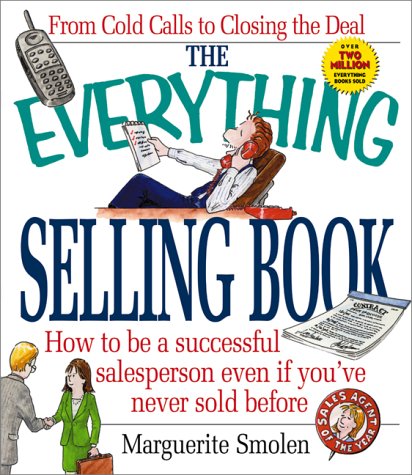 From Cold Calls to Closing the Deal
THE
EVERYTHING
OVER
TWO
MILLION
EVERYTHING
BOOKS SOLD
SELLING BOOK
CONTRACT
How to be a successful
salesperson even if you've
never sold before
SALES AGENT
OF THE YEAR
Marguerite Smolen